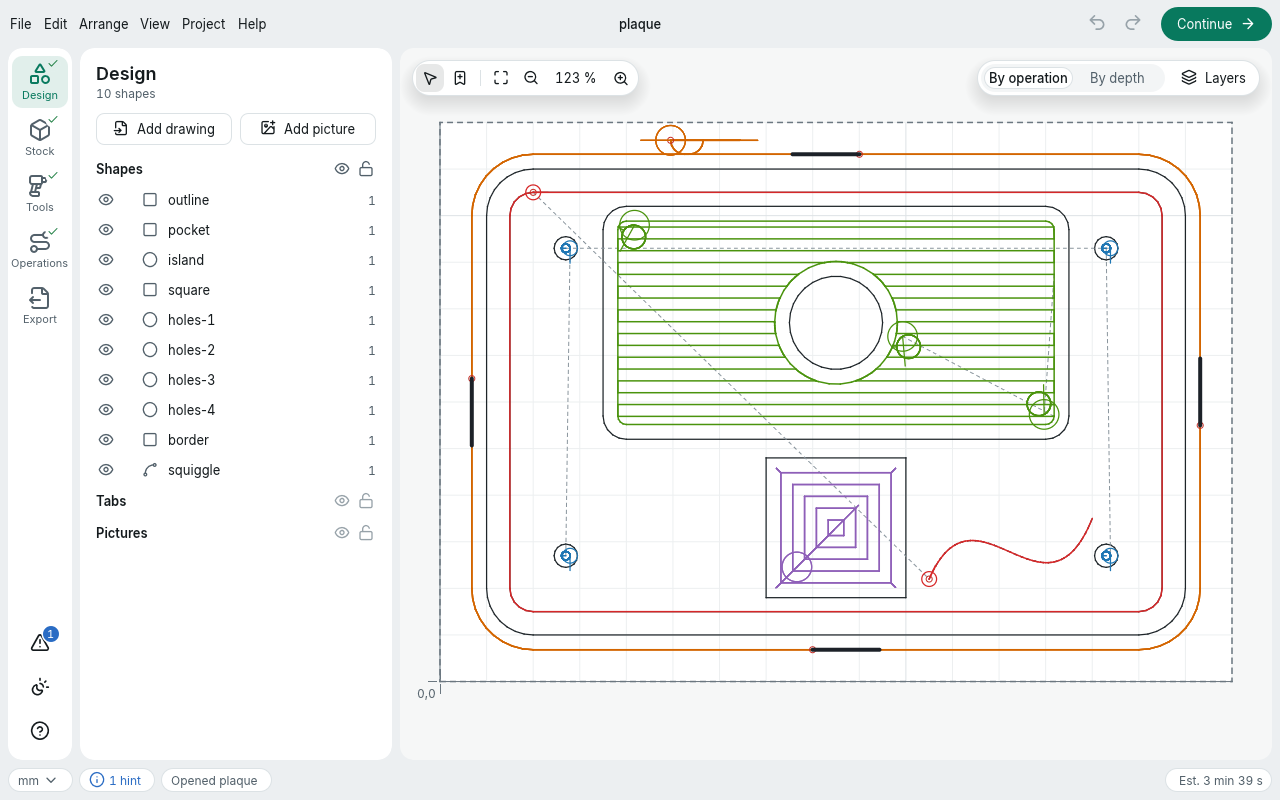 File Edit Arrange View Project Help
plaque
Continue
Design
Stock
Tools
Operations
Export
1
Design
10 shapes
Add drawing
Add picture
Shapes
outline 1
pocket 1
island 1
square 1
holes-1 1
holes-2 1
holes-3 1
holes-4 1
border 1
squiggle 1
Tabs
Pictures
123 %
By operation
By depth
Layers
0,0
mm
1 hint
Opened plaque
Est. 3 min 39 s